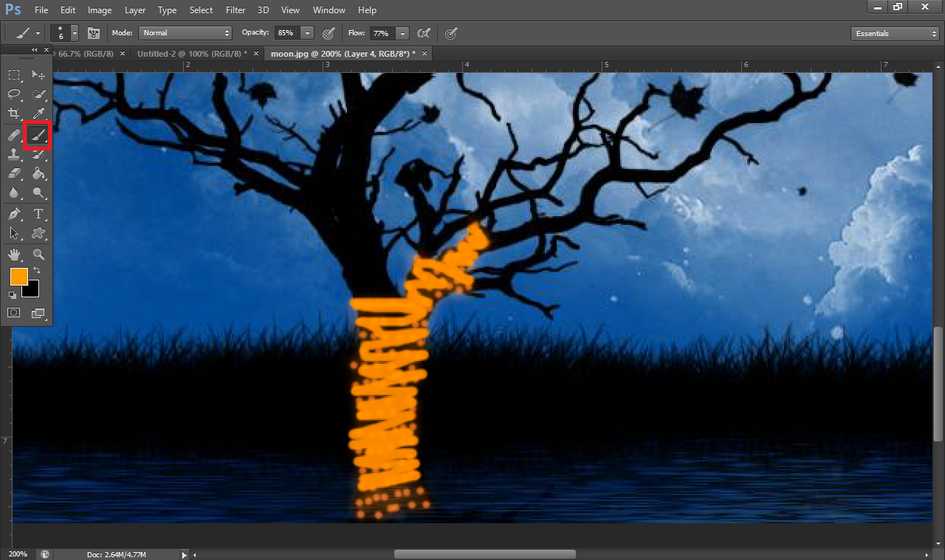 Ps File Edit Image Layer Type Select Filter 3D View Window Help
6 Mode: Normal Opacity: 85% Flow: 77% Essentials
66.7% (RGB/8) × Untitled-2 @ 100% (RGB/8) * × moon.jpg @ 200% (Layer 4, RGB/8*) * ×
2 3 4 5 6 7
T
7
200% Doc: 2.64M/4.77M